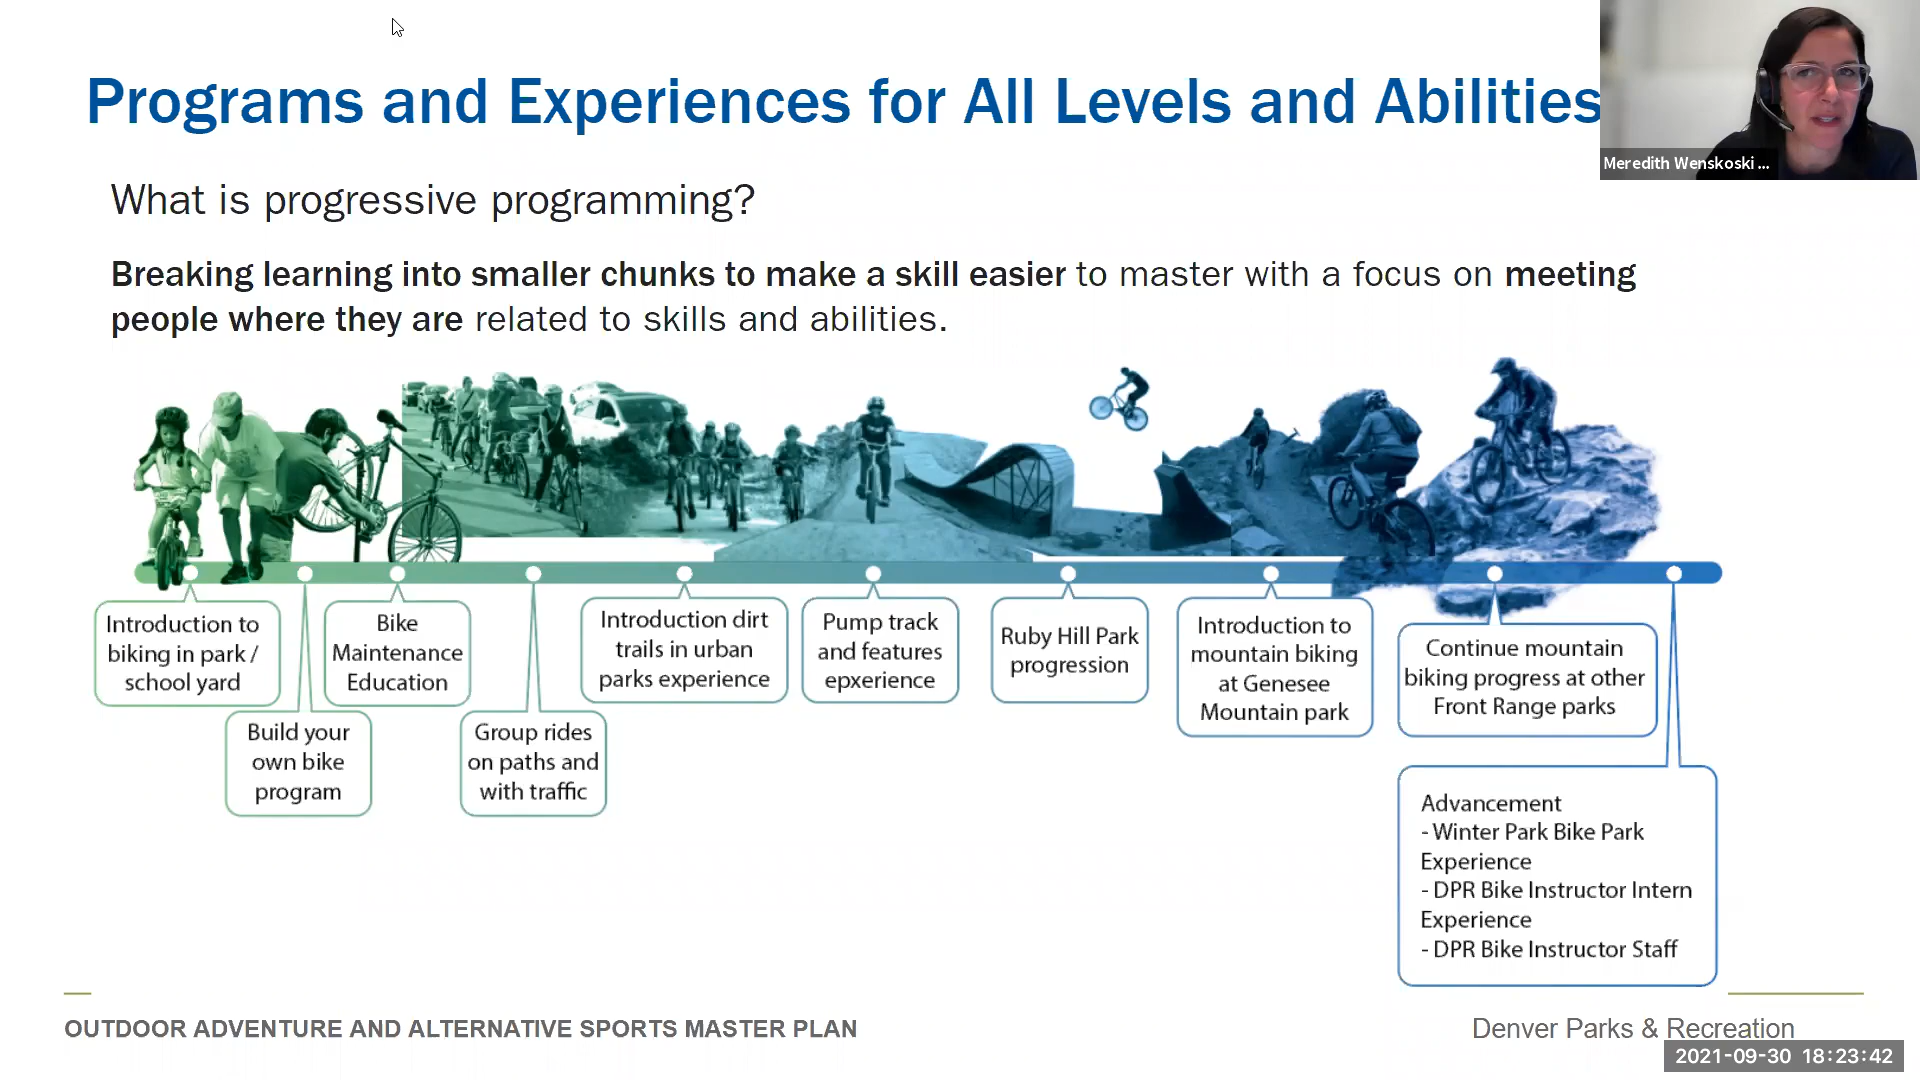 Programs and Experiences for All Levels and Abilities
Meredith Wenskoski ...
What is progressive programming?
Breaking learning into smaller chunks to make a skill easier to master with a focus on meeting
people where they are related to skills and abilities.
Introduction to
biking in park /
school yard
Build your
own bike
program
Bike
Maintenance
Education
Group rides
on paths and
with traffic
Introduction dirt
trails in urban
parks experience
Pump track
and features
epxerience
Ruby Hill Park
progression
Introduction to
mountain biking
at Genesee
Mountain park
Continue mountain
biking progress at other
Front Range parks
Advancement
- Winter Park Bike Park
Experience
- DPR Bike Instructor Intern
Experience
- DPR Bike Instructor Staff
OUTDOOR ADVENTURE AND ALTERNATIVE SPORTS MASTER PLAN
Denver Parks & Recreation
2021-09-30 18:23:42